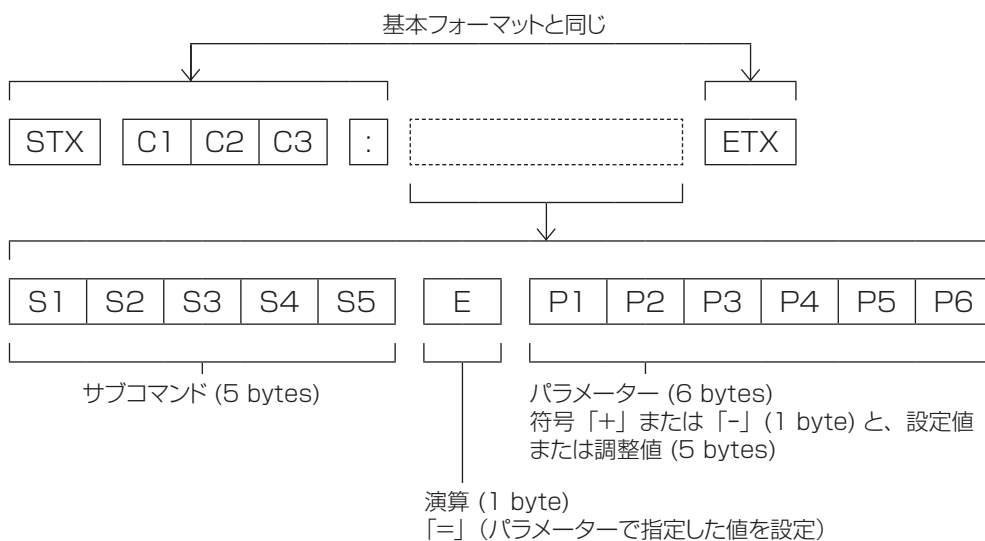 基本フォーマットと同じ
STX C1 C2 C3 : ETX
S1 S2 S3 S4 S5 E P1 P2 P3 P4 P5 P6
サブコマンド (5 bytes)
パラメーター (6 bytes)
符号「+」または「-」(1 byte) と、設定値
または調整値 (5 bytes)
演算 (1 byte)
「=」(パラメーターで指定した値を設定)